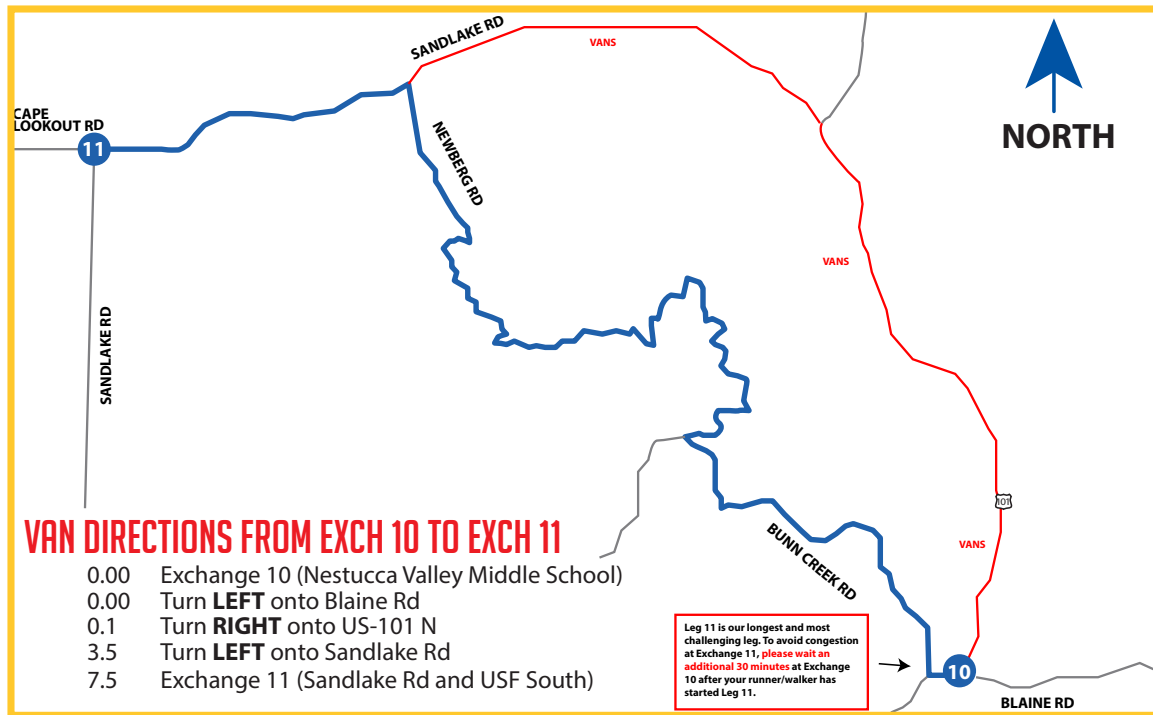 SANDLAKE RD
VANS
CAPE
LOOKOUT RD
11
NEWBERG RD
NORTH
VANS
SANDLAKE RD
101
BUNN CREEK RD
VANS
VAN DIRECTIONS FROM EXCH 10 TO EXCH 11
0.00 Exchange 10 (Nestucca Valley Middle School)
0.00 Turn LEFT onto Blaine Rd
0.1 Turn RIGHT onto US-101 N
3.5 Turn LEFT onto Sandlake Rd
7.5 Exchange 11 (Sandlake Rd and USF South)
Leg 11 is our longest and most
challenging leg. To avoid congestion
at Exchange 11, please wait an
additional 30 minutes at Exchange
10 after your runner/walker has
started Leg 11.
10
BLAINE RD